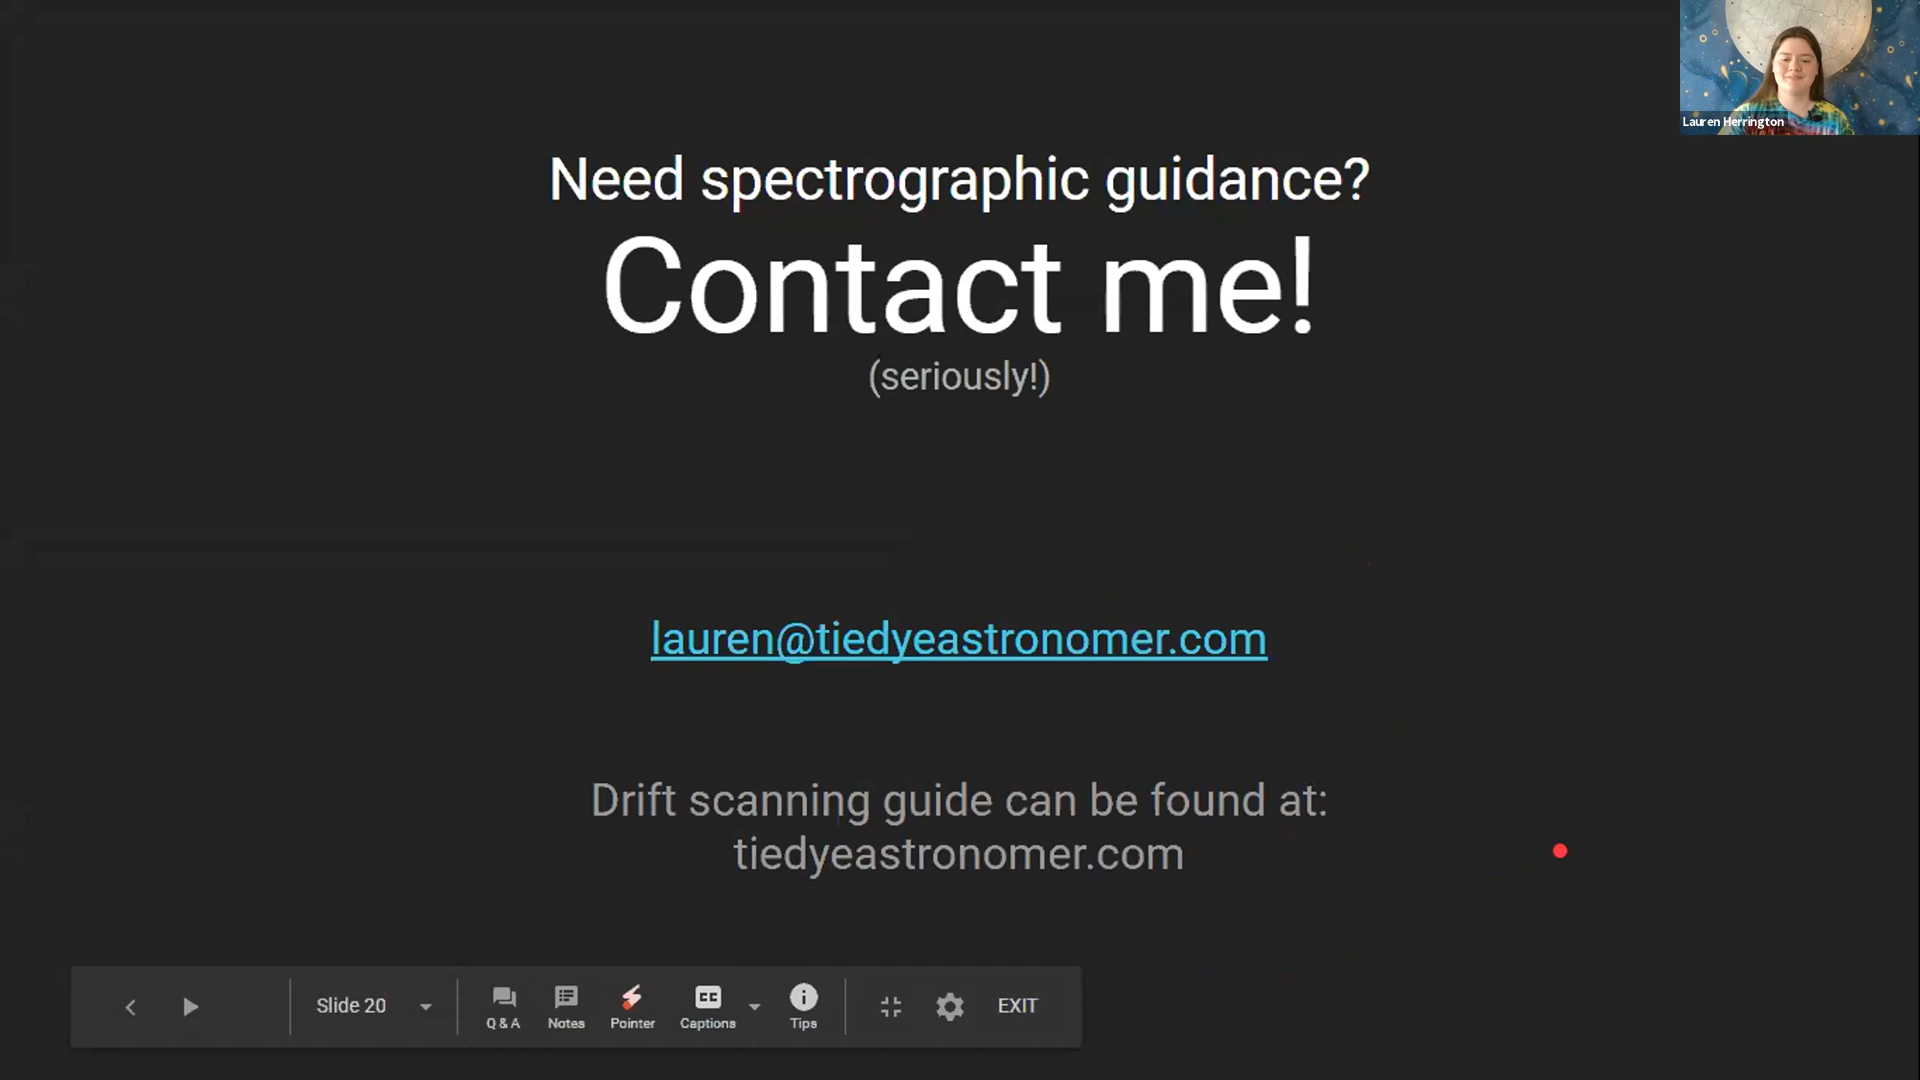 Lauren Herrington
Need spectrographic guidance?
Contact me!
(seriously!)
lauren@tiedyeastronomer.com
Drift scanning guide can be found at:
tiedyeastronomer.com
Slide 20
Q & A
Notes
Pointer
CC
Captions
Tips
EXIT